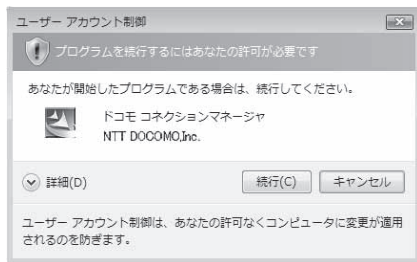 ユーザー アカウント制御
プログラムを続行するにはあなたの許可が必要です
あなたが開始したプログラムである場合は、続行してください。
ドコモ コネクションマネージャ
NTT DOCOMO,Inc.
詳細(D)
続行(C)
キャンセル
ユーザー アカウント制御は、あなたの許可なくコンピュータに変更が適用
されるのを防ぎます。